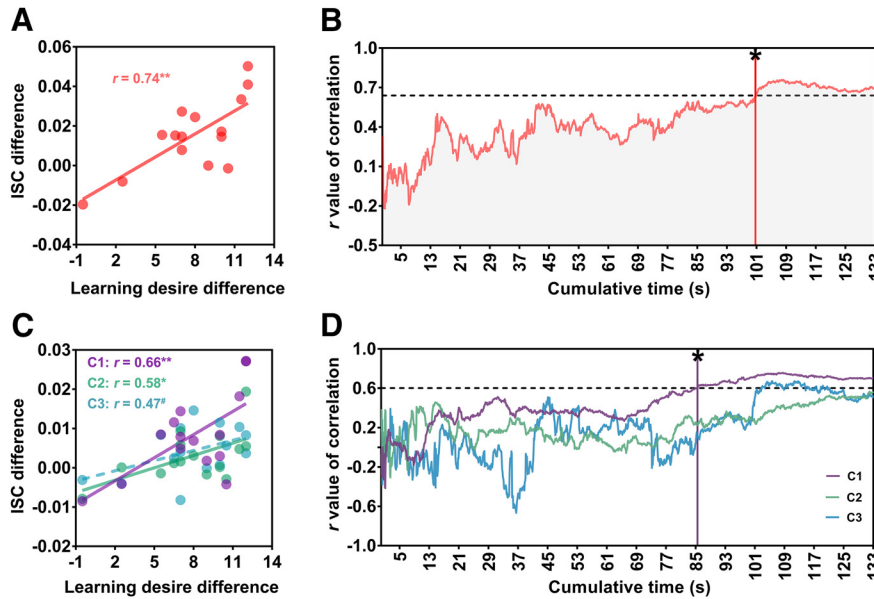 A
0.06
0.04
0.02
0.00
-0.02
-0.04
ISC difference
r = 0.74**
-1 2 5 8 11 14
Learning desire difference
B
1.0
0.7
0.4
0.1
-0.2
-0.5
r value of correlation
*
5 13 21 29 37 45 53 61 69 77 85 93 101 109 117 125 133
Cumulative time (s)
C
0.03
0.02
0.01
0.00
-0.01
-0.02
ISC difference
C1: r = 0.66**
C2: r = 0.58*
C3: r = 0.47#
-1 2 5 8 11 14
Learning desire difference
D
1.0
0.6
0.2
-0.2
-0.6
-1.0
r value of correlation
*
C1
C2
C3
5 13 21 29 37 45 53 61 69 77 85 93 101 109 117 125 133
Cumulative time (s)